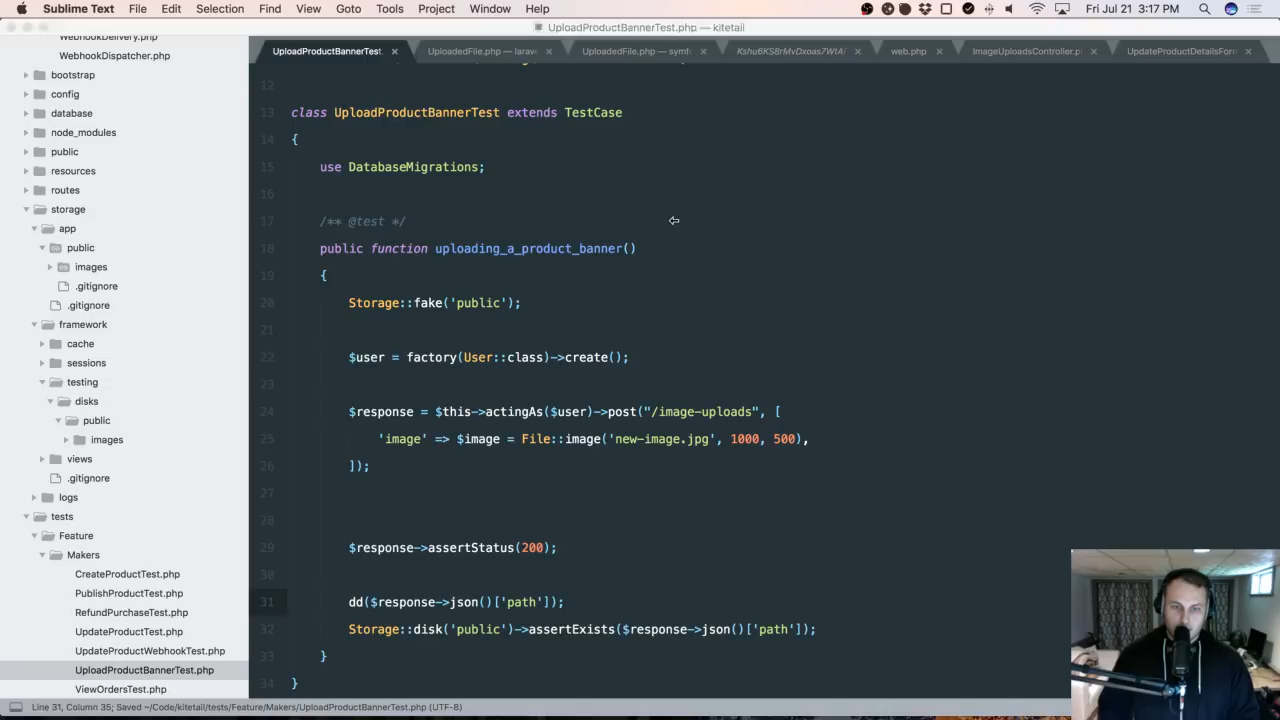 Sublime Text File Edit Selection Find View Goto Tools Project Window Help Fri Jul 21 3:17 PM
UploadProductBannerTest.php — kitetail
WebhookDelivery.php
WebhookDispatcher.php
bootstrap
config
database
node_modules
public
resources
routes
storage
app
public
images
.gitignore
.gitignore
framework
cache
sessions
testing
disks
public
images
views
.gitignore
logs
tests
Feature
Makers
CreateProductTest.php
PublishProductTest.php
RefundPurchaseTest.php
UpdateProductTest.php
UpdateProductWebhookTest.php
UploadProductBannerTest.php
ViewOrdersTest.php
UploadProductBannerTest. UploadedFile.php — larav UploadedFile.php — symf Kshu6KS8rMvDxoas7WtA web.php ImageUploadsController.p UpdateProductDetailsForm
12
13 class UploadProductBannerTest extends TestCase
14 {
15 use DatabaseMigrations;
16
17 /** @test */
18 public function uploading_a_product_banner()
19 {
20 Storage::fake('public');
21
22 $user = factory(User::class)->create();
23
24 $response = $this->actingAs($user)->post("/image-uploads", [
25 'image' => $image = File::image('new-image.jpg', 1000, 500),
26 ]);
27
28
29 $response->assertStatus(200);
30
31 dd($response->json()['path']);
32 Storage::disk('public')->assertExists($response->json()['path']);
33 }
34 }
Line 31, Column 35; Saved ~/Code/kitetail/tests/Feature/Makers/UploadProductBannerTest.php (UTF-8)